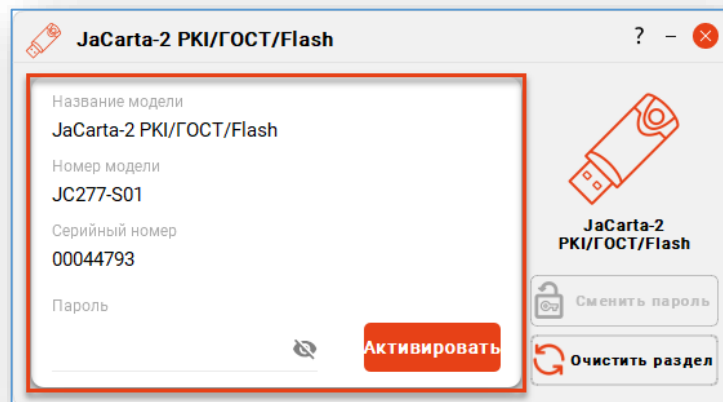 JaCarta-2 PKI/ГОСТ/Flash
? –
Название модели
JaCarta-2 PKI/ГОСТ/Flash
Номер модели
JC277-S01
Серийный номер
00044793
Пароль
Активировать
JaCarta-2
PKI/ГОСТ/Flash
Сменить пароль
Очистить раздел